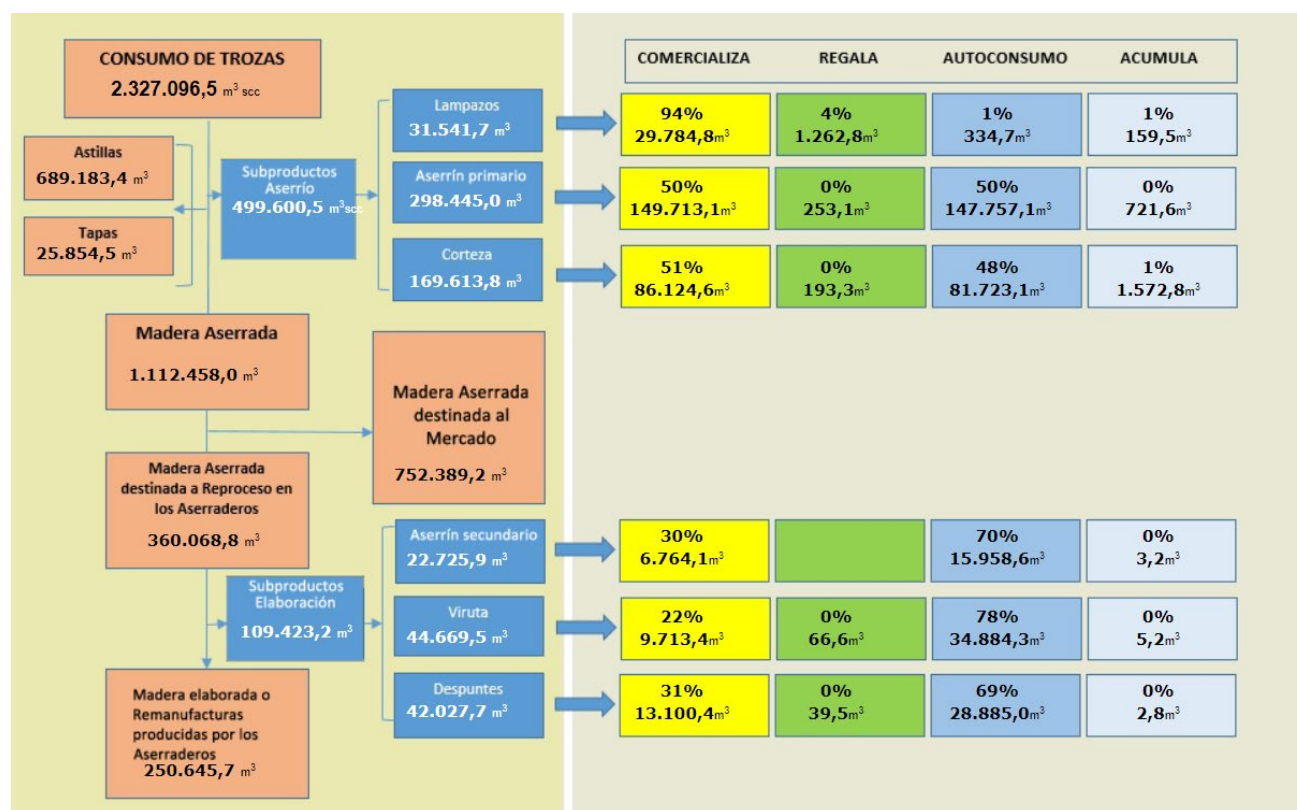 CONSUMO DE TROZAS
2.327.096,5 m³ scc
Astillas
689.183,4 m³
Tapas
25.854,5 m³
Subproductos
Aserrío
499.600,5 m³scc
Lampazos
31.541,7 m³
Aserrín primario
298.445,0 m³
Corteza
169.613,8 m³
Madera Aserrada
1.112.458,0 m³
Madera Aserrada
destinada al
Mercado
752.389,2 m³
Madera Aserrada
destinada a Reproceso en
los Aserraderos
360.068,8 m³
Subproductos
Elaboración
109.423,2 m³
Aserrín secundario
22.725,9 m³
Viruta
44.669,5 m³
Despuntes
42.027,7 m³
Madera elaborada o
Remanufacturas
producidas por los
Aserraderos
250.645,7 m³
COMERCIALIZA REGALA AUTOCONSUMO ACUMULA
94% 4% 1% 1%
29.784,8m³ 1.262,8m³ 334,7m³ 159,5m³
50% 0% 50% 0%
149.713,1m³ 253,1m³ 147.757,1m³ 721,6m³
51% 0% 48% 1%
86.124,6m³ 193,3m³ 81.723,1m³ 1.572,8m³
30% 70% 0%
6.764,1m³ 15.958,6m³ 3,2m³
22% 0% 78% 0%
9.713,4m³ 66,6m³ 34.884,3m³ 5,2m³
31% 0% 69% 0%
13.100,4m³ 39,5m³ 28.885,0m³ 2,8m³